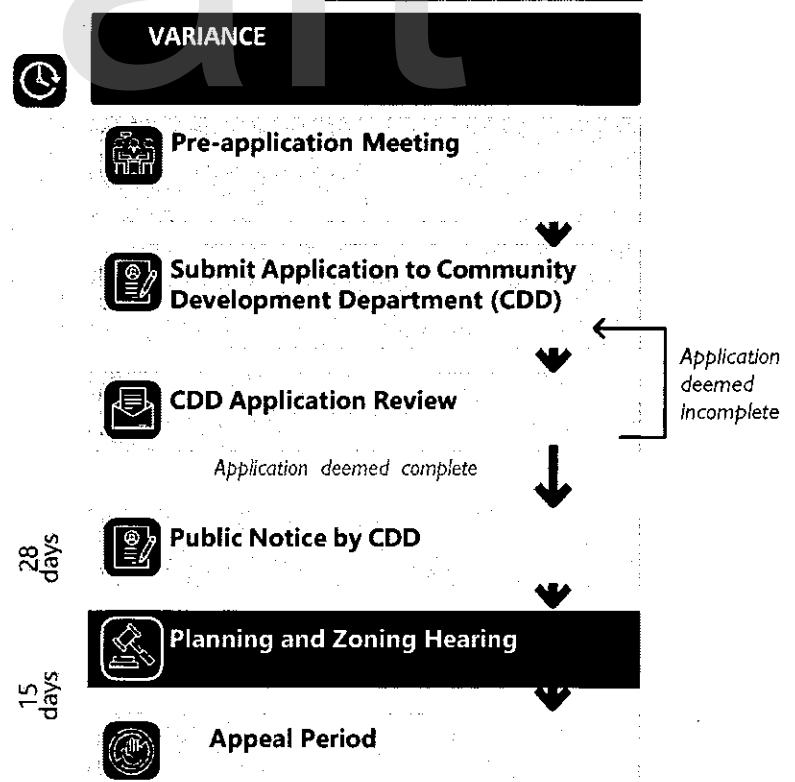 VARIANCE
Pre-application Meeting
Submit Application to Community
Development Department (CDD)
Application
deemed
incomplete
CDD Application Review
Application deemed complete
28
days
Public Notice by CDD
Planning and Zoning Hearing
15
days
Appeal Period